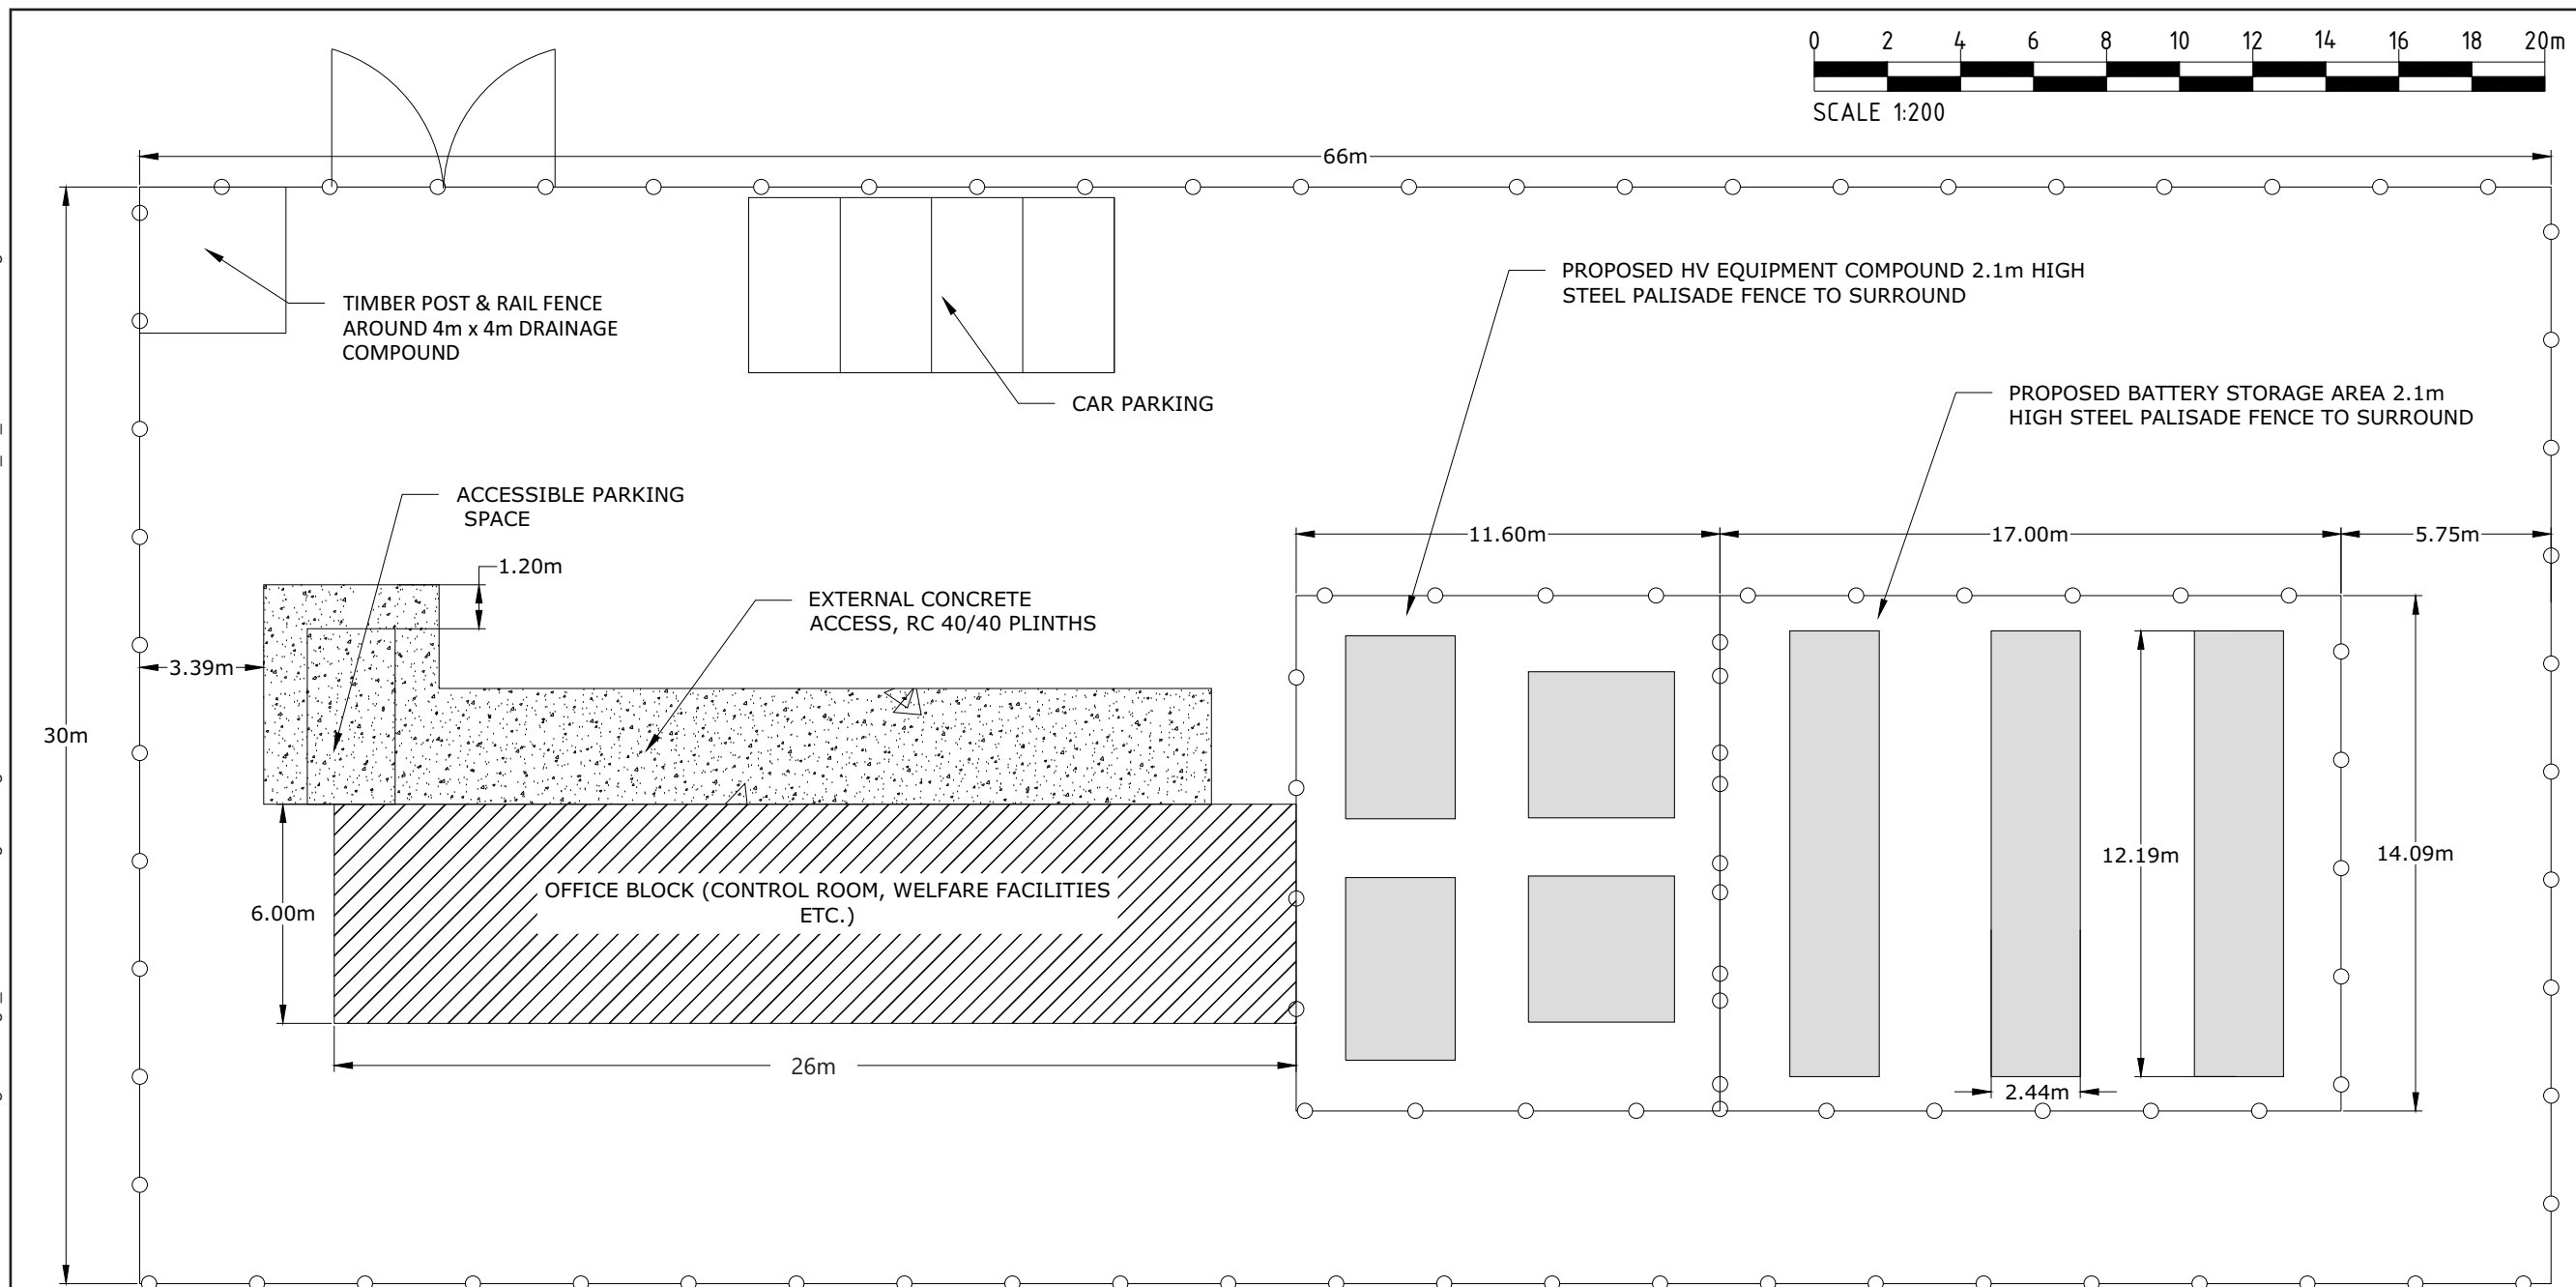 0 2 4 6 8 10 12 14 16 18 20m
SCALE 1:200
66m
TIMBER POST & RAIL FENCE
AROUND 4m x 4m DRAINAGE
COMPOUND
CAR PARKING
PROPOSED HV EQUIPMENT COMPOUND 2.1m HIGH
STEEL PALISADE FENCE TO SURROUND
PROPOSED BATTERY STORAGE AREA 2.1m
HIGH STEEL PALISADE FENCE TO SURROUND
ACCESSIBLE PARKING
SPACE
1.20m
EXTERNAL CONCRETE
ACCESS, RC 40/40 PLINTHS
11.60m
17.00m
5.75m
3.39m
30m
6.00m
OFFICE BLOCK (CONTROL ROOM, WELFARE FACILITIES
ETC.)
26m
12.19m
14.09m
2.44m